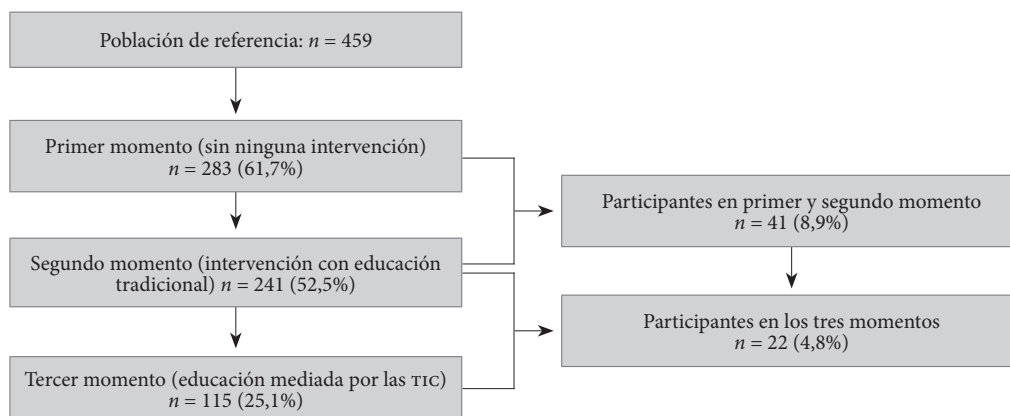 Población de referencia: n = 459
Primer momento (sin ninguna intervención)
n = 283 (61,7%)
Segundo momento (intervención con educación
tradicional) n = 241 (52,5%)
Tercer momento (educación mediada por las TIC)
n = 115 (25,1%)
Participantes en primer y segundo momento
n = 41 (8,9%)
Participantes en los tres momentos
n = 22 (4,8%)